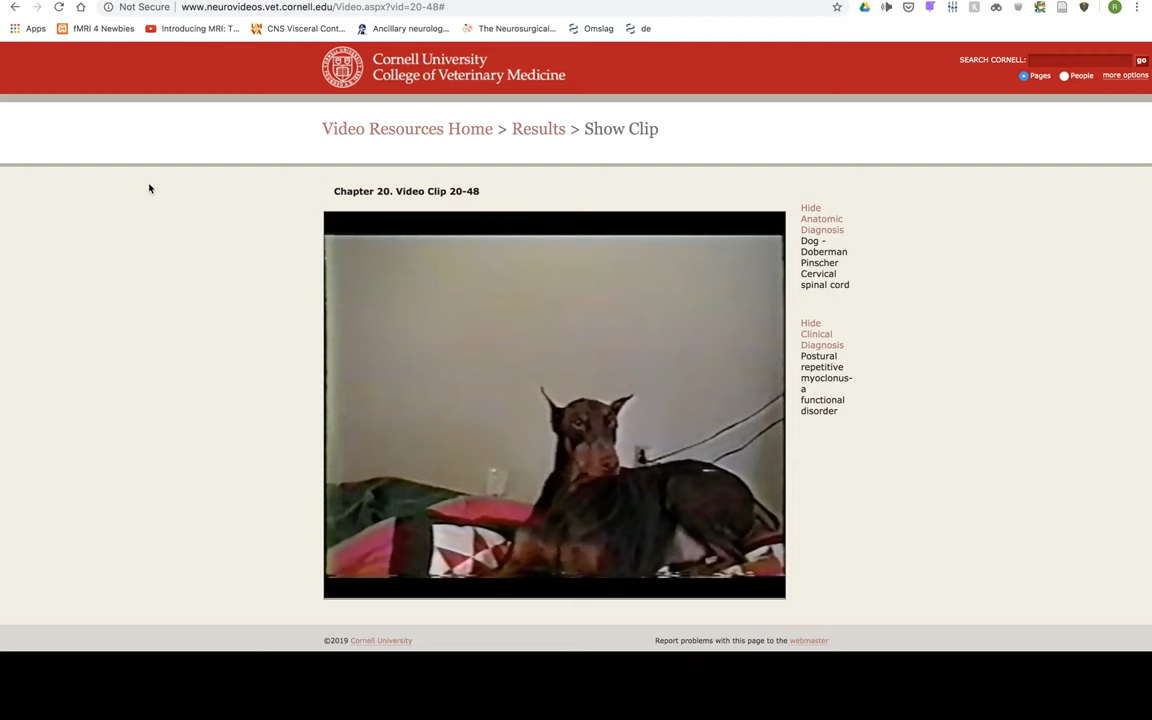 Not Secure www.neurovideos.vet.cornell.edu/Video.aspx?vid=20-48#
R
Apps fMRI 4 Newbies Introducing MRI: T... CNS Visceral Cont... Ancillary neurolog... The Neurosurgical... Omslag de
Cornell University
College of Veterinary Medicine
SEARCH CORNELL: go
Pages People more options
Video Resources Home > Results > Show Clip
Chapter 20. Video Clip 20-48
Hide
Anatomic
Diagnosis
Dog -
Doberman
Pinscher
Cervical
spinal cord
Hide
Clinical
Diagnosis
Postural
repetitive
myoclonus-
a
functional
disorder
©2019 Cornell University
Report problems with this page to the webmaster